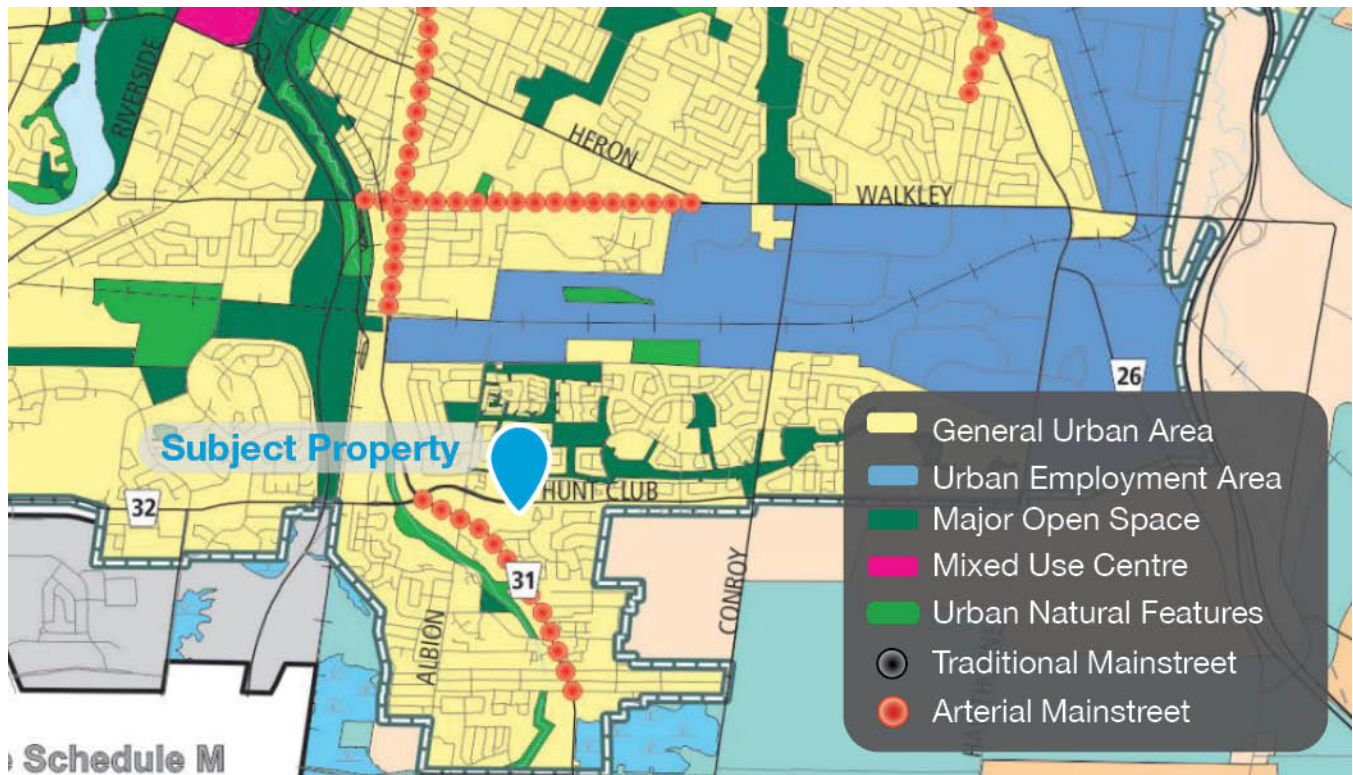 RIVERSIDE
HERON
WALKLEY
26
Subject Property
HUNT CLUB
32
31
ALBION
CONROY
General Urban Area
Urban Employment Area
Major Open Space
Mixed Use Centre
Urban Natural Features
Traditional Mainstreet
Arterial Mainstreet
Schedule M